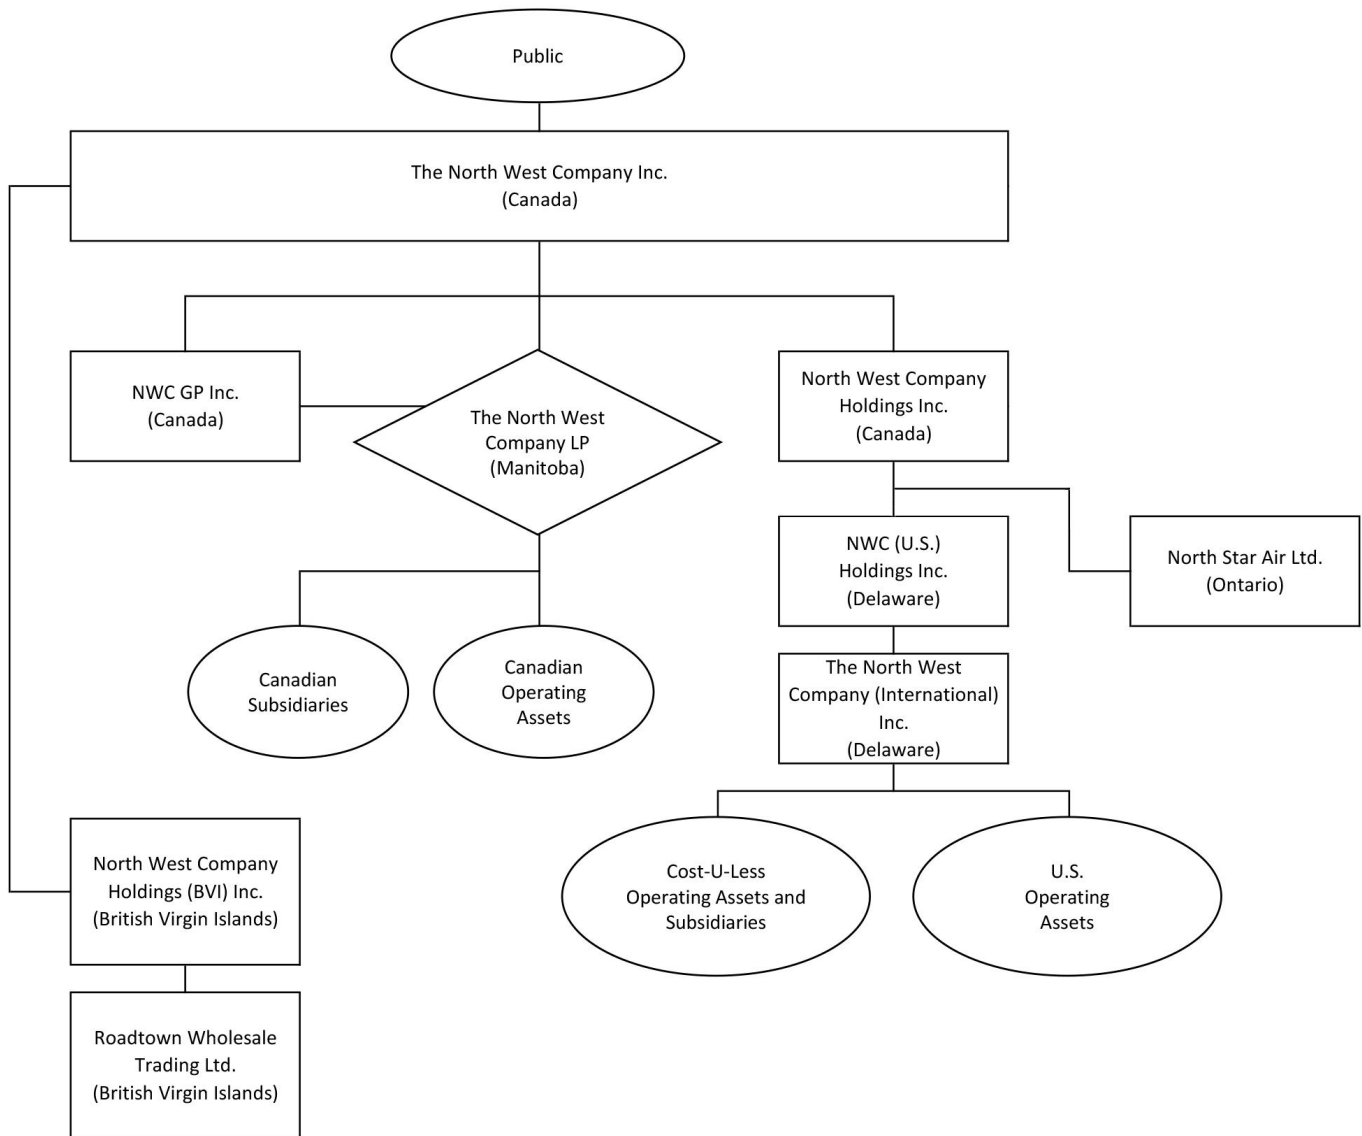 Public
The North West Company Inc.
(Canada)
NWC GP Inc.
(Canada)
The North West
Company LP
(Manitoba)
North West Company
Holdings Inc.
(Canada)
NWC (U.S.)
Holdings Inc.
(Delaware)
North Star Air Ltd.
(Ontario)
Canadian
Subsidiaries
Canadian
Operating
Assets
The North West
Company (International)
Inc.
(Delaware)
North West Company
Holdings (BVI) Inc.
(British Virgin Islands)
Cost-U-Less
Operating Assets and
Subsidiaries
U.S.
Operating
Assets
Roadtown Wholesale
Trading Ltd.
(British Virgin Islands)